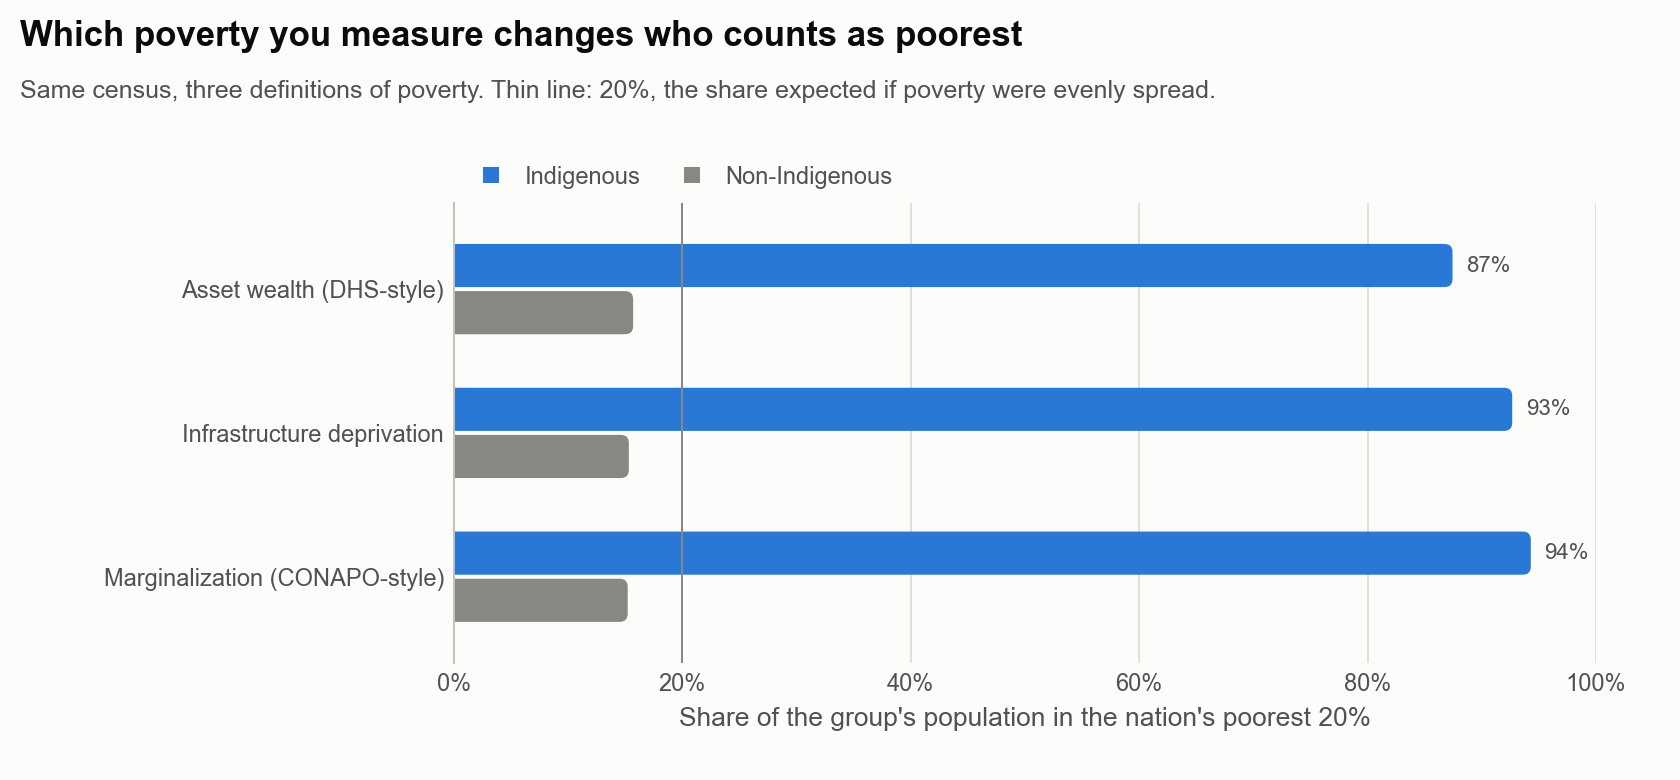 Which poverty you measure changes who counts as poorest
Same census, three definitions of poverty. Thin line: 20%, the share expected if poverty were evenly spread.
Indigenous
Non-Indigenous
Asset wealth (DHS-style)
87%
Infrastructure deprivation
93%
Marginalization (CONAPO-style)
94%
0%
20%
40%
60%
80%
100%
Share of the group's population in the nation's poorest 20%